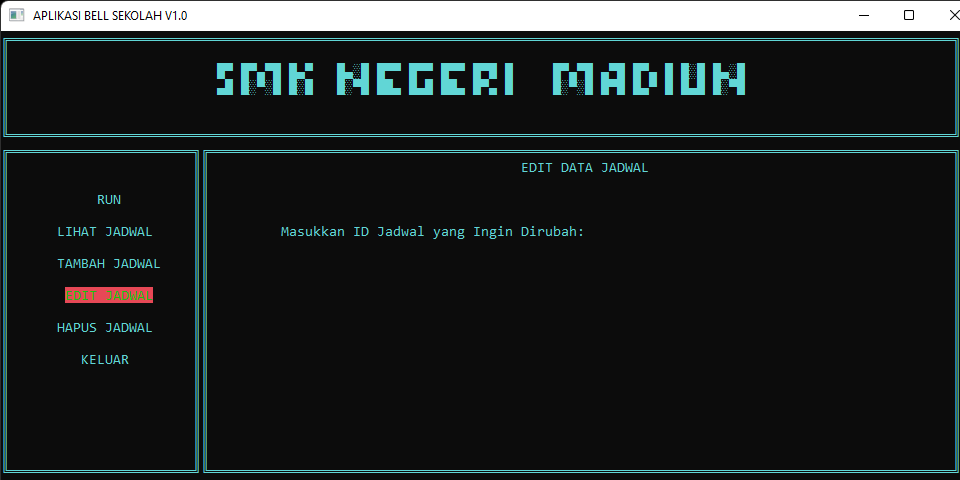 APLIKASI BELL SEKOLAH V1.0
SMK NEGERI MADIUN
RUN
LIHAT JADWAL
TAMBAH JADWAL
EDIT JADWAL
HAPUS JADWAL
KELUAR
EDIT DATA JADWAL
Masukkan ID Jadwal yang Ingin Dirubah: